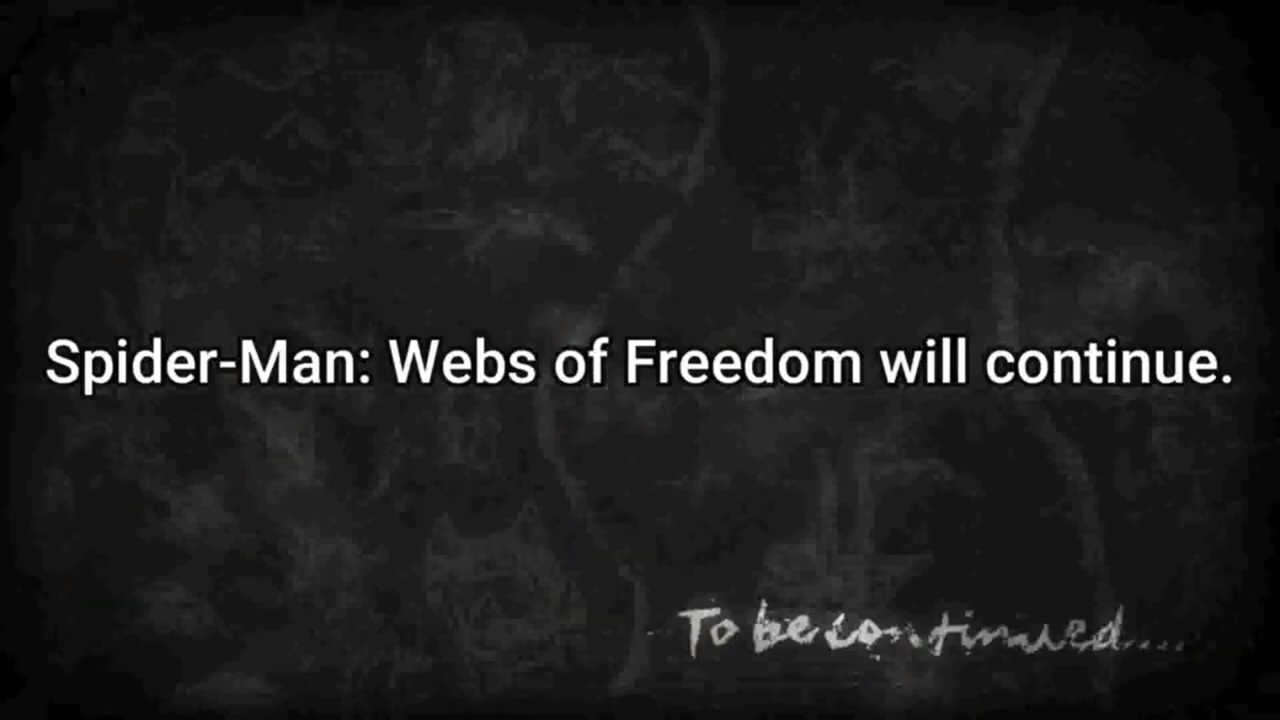 Spider-Man: Webs of Freedom will continue.
To be continued....